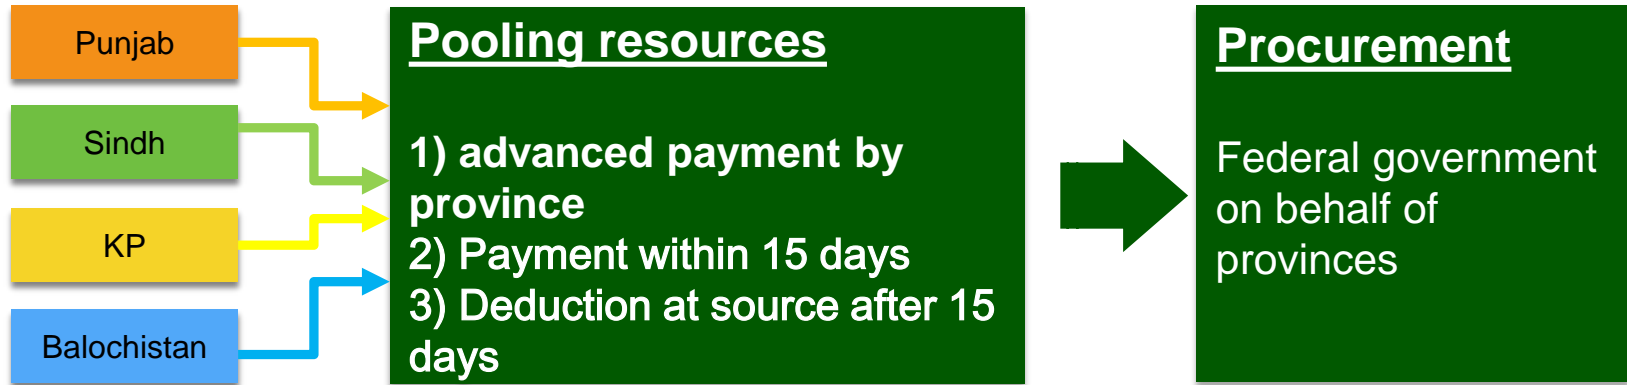 Punjab
Sindh
KP
Balochistan
Pooling resources
1) advanced payment by
province
2) Payment within 15 days
3) Deduction at source after 15
days
Procurement
Federal government
on behalf of
provinces